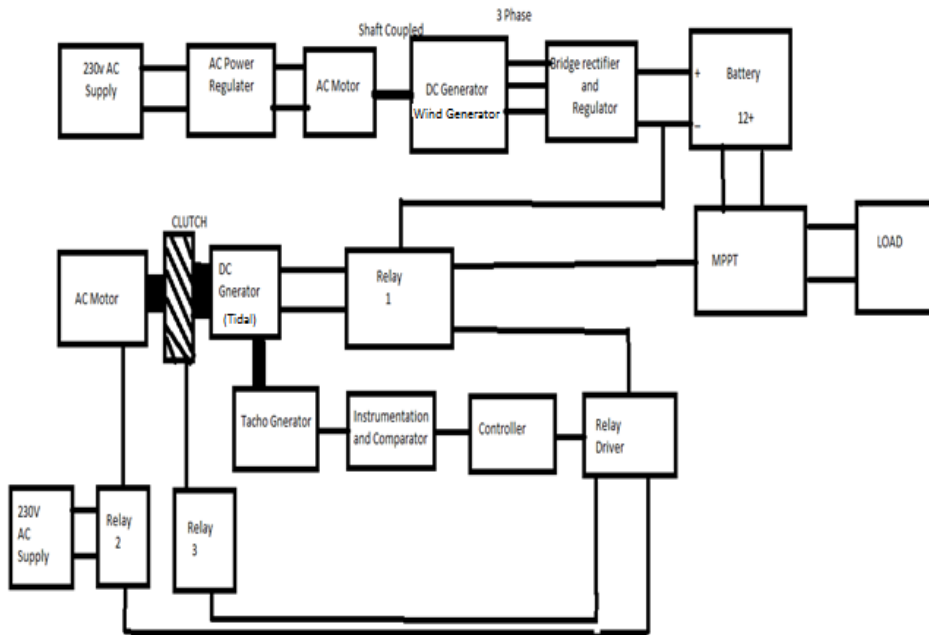 3 Phase
Shaft Coupled
230v AC
Supply
AC Power
Regulater
AC Motor
DC Generator
Wind Generator
Bridge rectifier
and
Regulator
+
Battery
12+
–
CLUTCH
AC Motor
DC
Gnerator
(Tidal)
Relay
1
MPPT
LOAD
Tacho Gnerator
Instrumentation
and Comparator
Controller
Relay
Driver
230V
AC
Supply
Relay
2
Relay
3